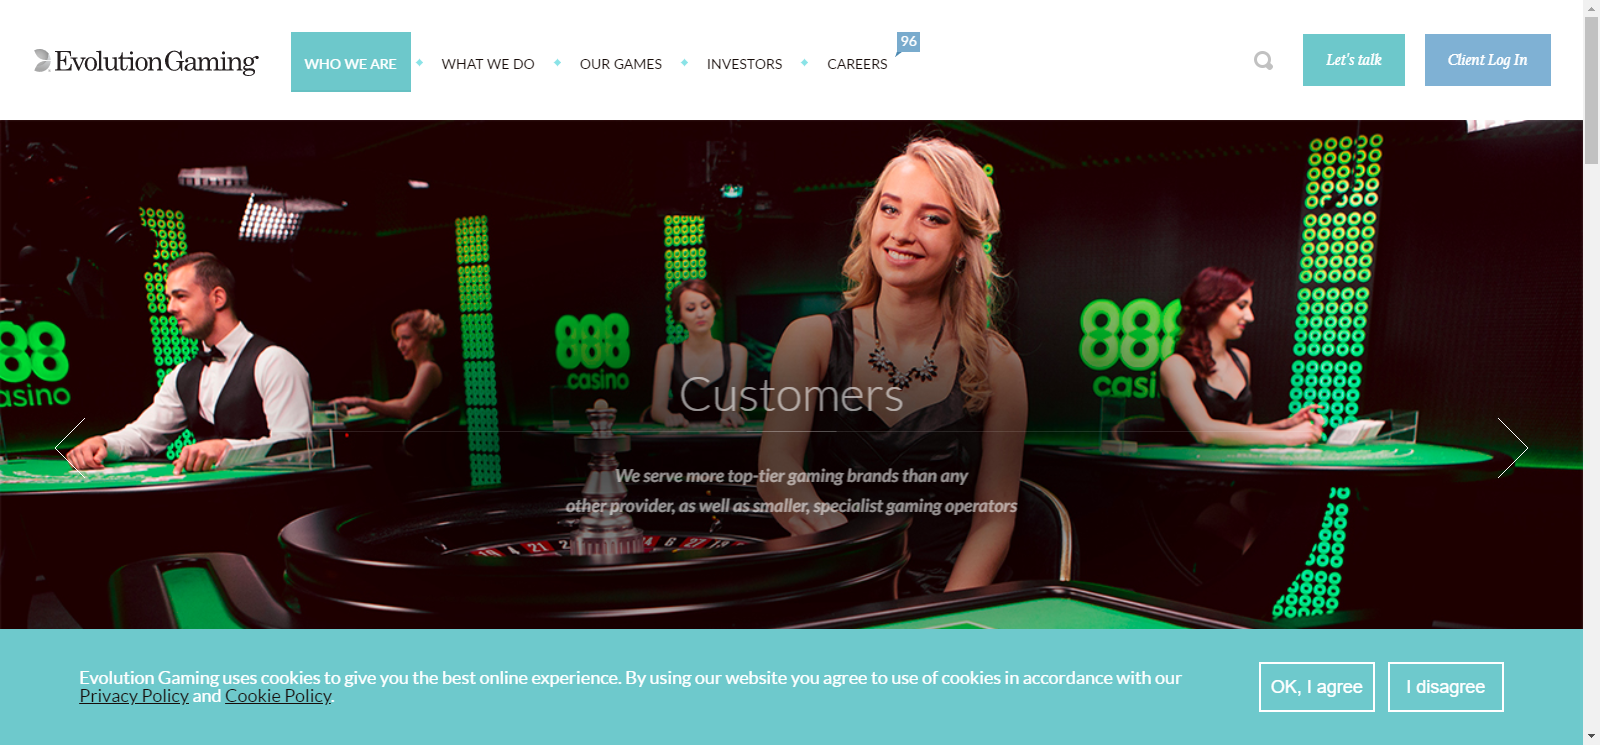 Evolution Gaming
WHO WE ARE
WHAT WE DO
OUR GAMES
INVESTORS
CAREERS
96
Let's talk
Client Log In
888
casino
888
casino
888
casino
Customers
We serve more top-tier gaming brands than any
other provider, as well as smaller, specialist gaming operators
Evolution Gaming uses cookies to give you the best online experience. By using our website you agree to use of cookies in accordance with our
Privacy Policy and Cookie Policy.
OK, I agree
I disagree